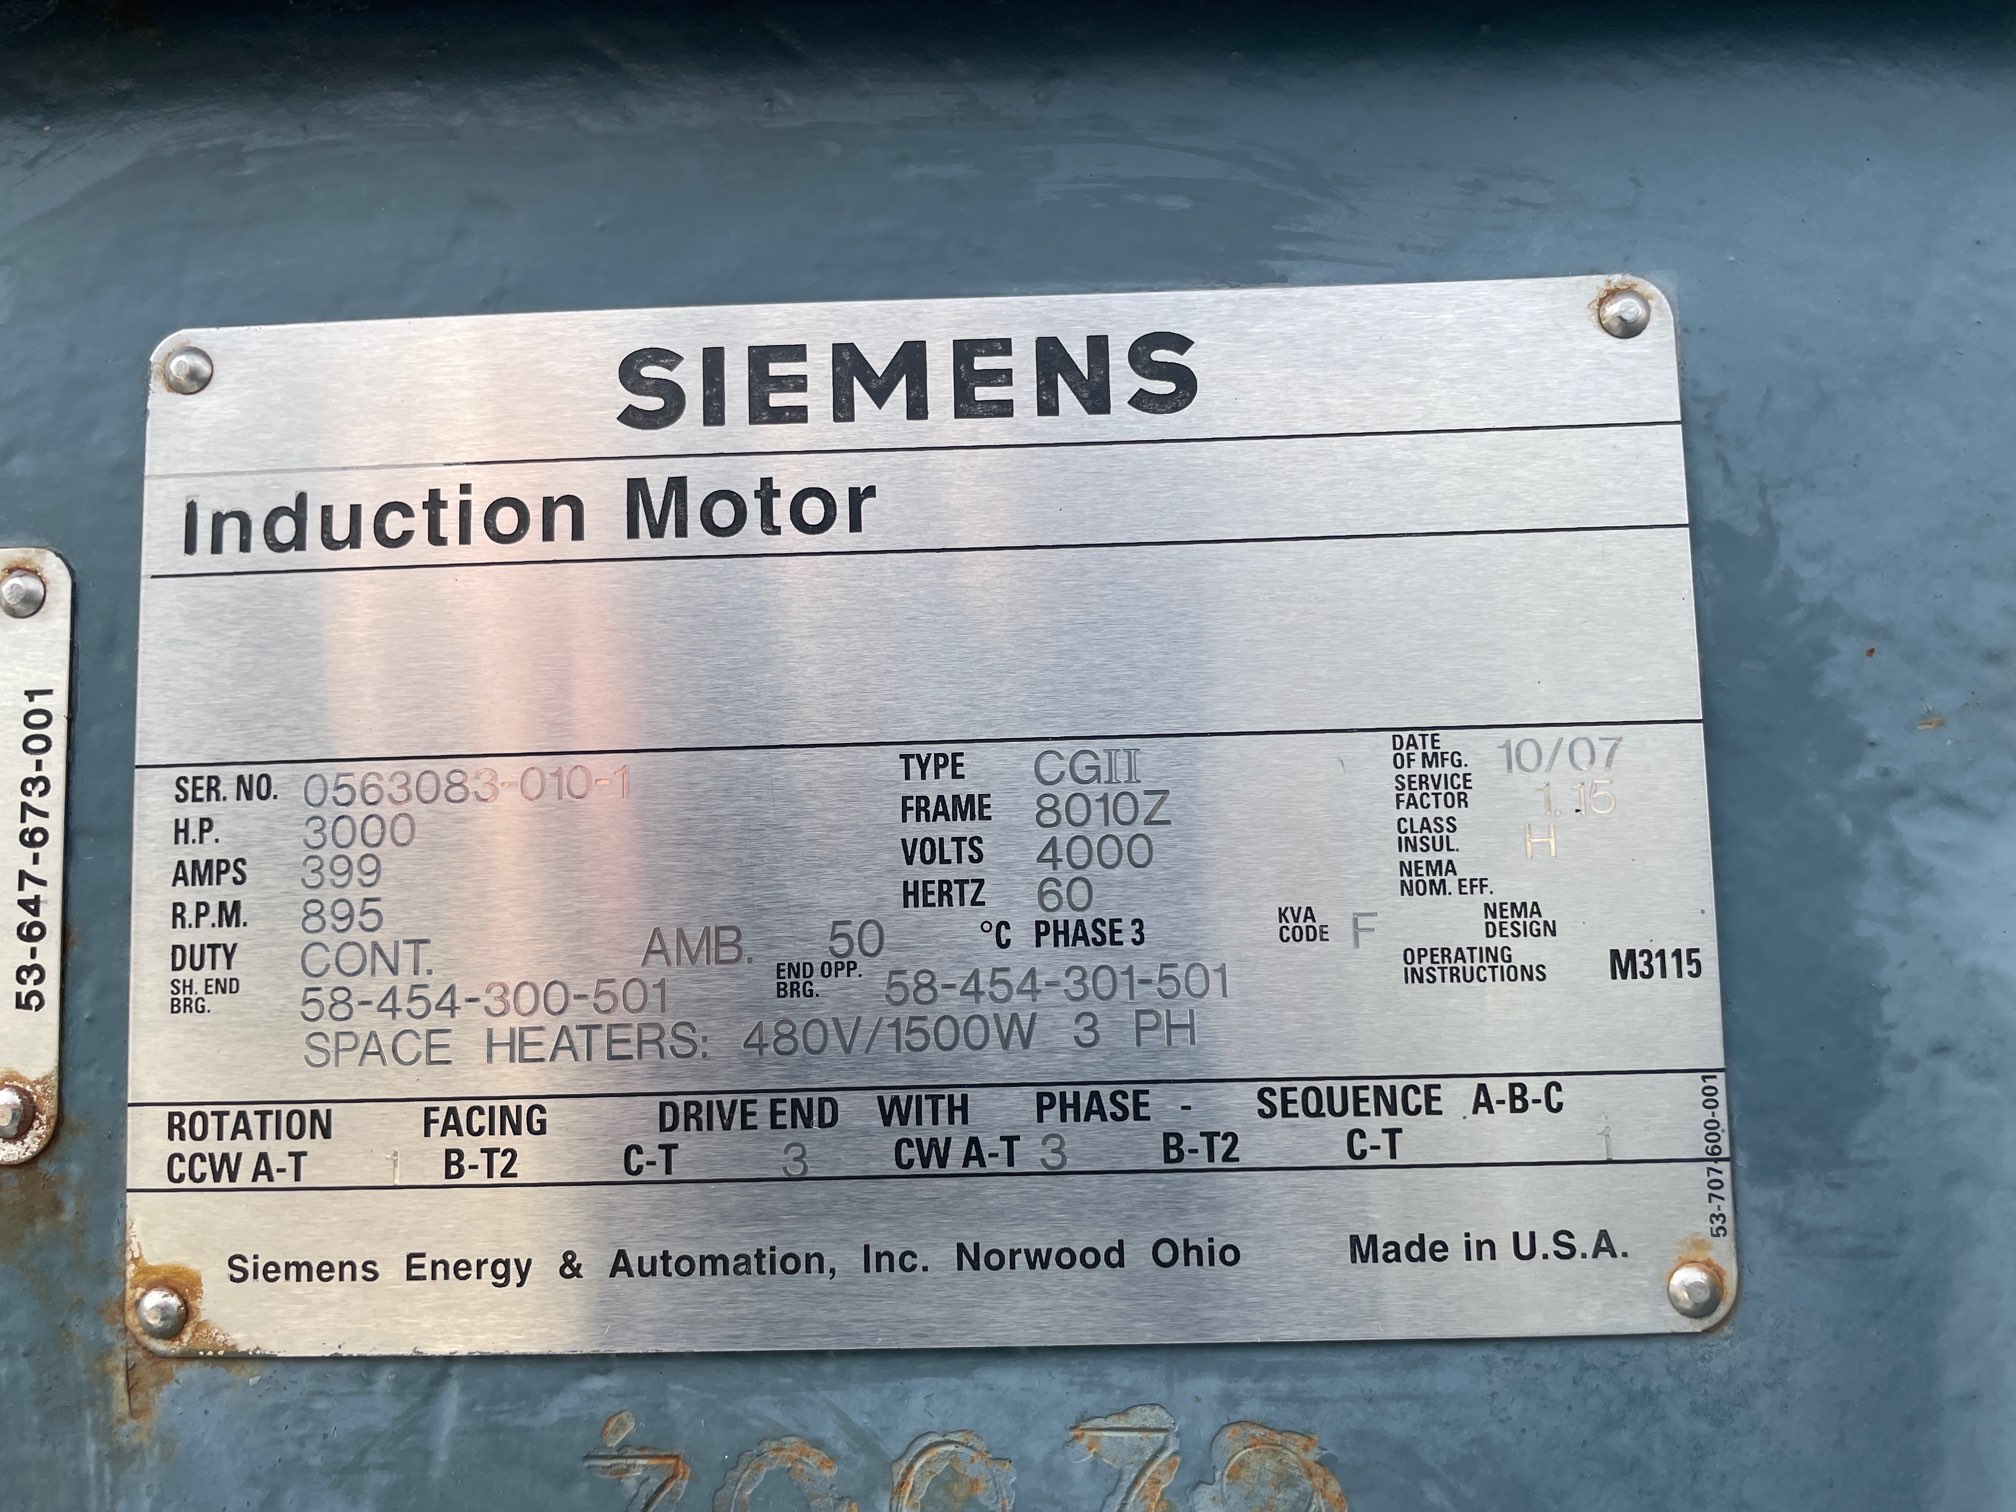 SIEMENS
Induction Motor
SER. NO. 0563083-010-1 TYPE CGII DATE OF MFG. 10/07
H.P. 3000 FRAME 8010Z SERVICE FACTOR 1.15
AMPS 399 VOLTS 4000 CLASS INSUL. H
R.P.M. 895 HERTZ 60 NEMA NOM. EFF.
DUTY CONT. AMB. 50 °C PHASE 3 KVA CODE F NEMA DESIGN
SH. END BRG. 58-454-300-501 END OPP. BRG. 58-454-301-501 OPERATING INSTRUCTIONS M3115
SPACE HEATERS: 480V/1500W 3 PH
ROTATION FACING DRIVE END WITH PHASE - SEQUENCE A-B-C
CCW A-T 1 B-T2 C-T 3 CW A-T 3 B-T2 C-T 1
Siemens Energy & Automation, Inc. Norwood Ohio Made in U.S.A.
53-707-600-001
53-647-673-001